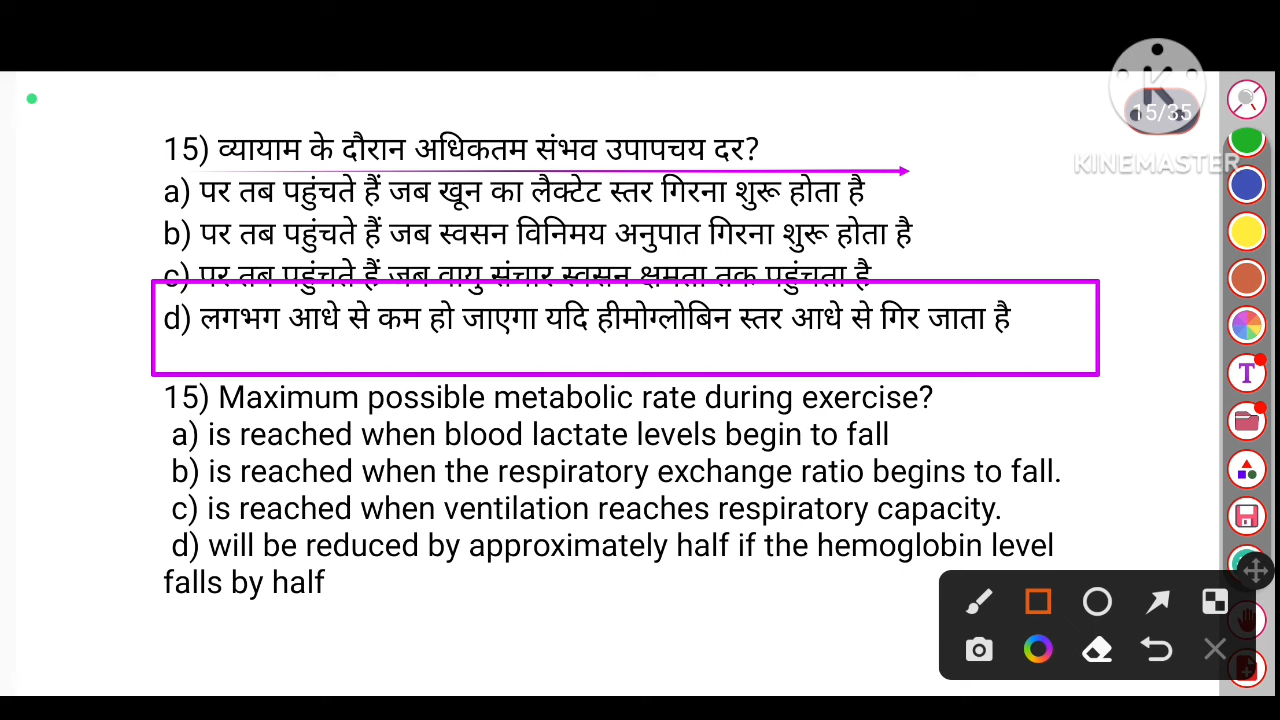 15/35
KINEMASTER
15) व्यायाम के दौरान अधिकतम संभव उपापचय दर?
a) पर तब पहुंचते हैं जब खून का लैक्टेट स्तर गिरना शुरू होता है
b) पर तब पहुंचते हैं जब स्वसन विनिमय अनुपात गिरना शुरू होता है
c) पर तब पहुंचते हैं जब वायु संचार स्वसन क्षमता तक पहुंचता है
d) लगभग आधे से कम हो जाएगा यदि हीमोग्लोबिन स्तर आधे से गिर जाता है
15) Maximum possible metabolic rate during exercise?
a) is reached when blood lactate levels begin to fall
b) is reached when the respiratory exchange ratio begins to fall.
c) is reached when ventilation reaches respiratory capacity.
d) will be reduced by approximately half if the hemoglobin level
falls by half
T